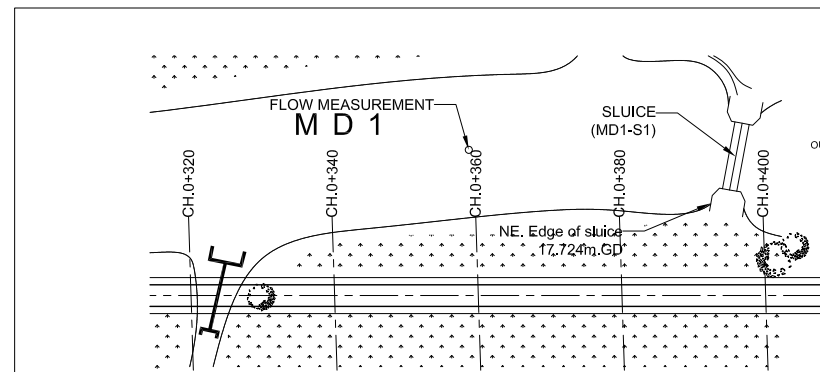 FLOW MEASUREMENT
M D 1
SLUICE
(MD1-S1)
CH.0+320
CH.0+340
CH.0+360
CH.0+380
CH.0+400
NE. Edge of sluice
17.724m.GD